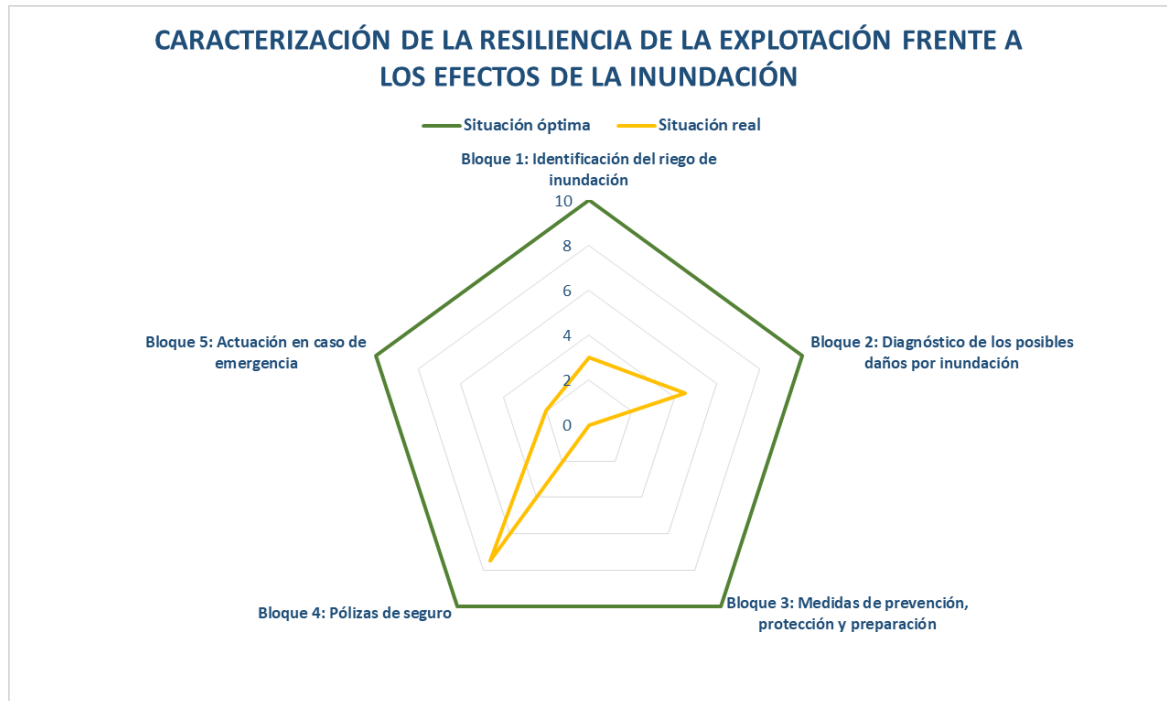 CARACTERIZACIÓN DE LA RESILIENCIA DE LA EXPLOTACIÓN FRENTE A
LOS EFECTOS DE LA INUNDACIÓN
Situación óptima
Situación real
Bloque 1: Identificación del riego de
inundación
10
8
6
4
2
0
Bloque 2: Diagnóstico de los posibles
daños por inundación
Bloque 3: Medidas de prevención,
protección y preparación
Bloque 4: Pólizas de seguro
Bloque 5: Actuación en caso de
emergencia